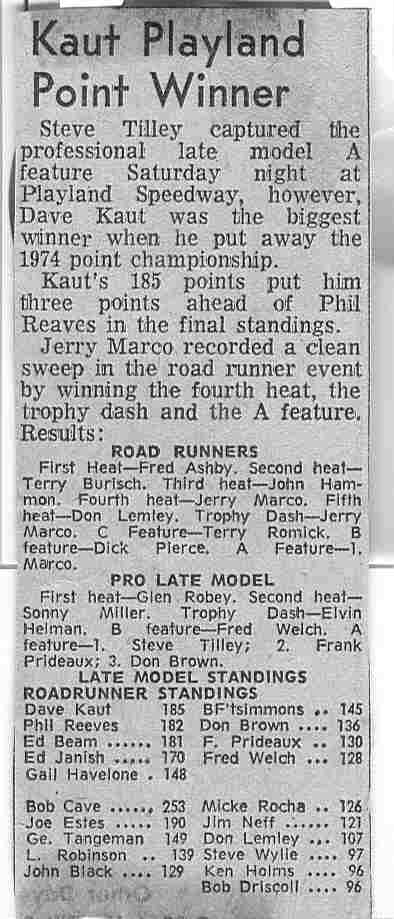 Kaut Playland
Point Winner
Steve Tilley captured the
professional late model A
feature Saturday night at
Playland Speedway, however,
Dave Kaut was the biggest
winner when he put away the
1974 point championship.
Kaut's 185 points put him
three points ahead of Phil
Reaves in the final standings.
Jerry Marco recorded a clean
sweep in the road runner event
by winning the fourth heat, the
trophy dash and the A feature.
Results:
ROAD RUNNERS
First Heat—Fred Ashby. Second heat—
Terry Burisch. Third heat—John Ham-
mon. Fourth heat—Jerry Marco. Fifth
heat—Don Lemley. Trophy Dash—Jerry
Marco. C Feature—Terry Romick. B
feature—Dick Pierce. A Feature—1.
Marco.
PRO LATE MODEL
First heat—Glen Robey. Second heat—
Sonny Miller. Trophy Dash—Elvin
Helman. B feature—Fred Welch. A
feature—1. Steve Tilley; 2. Frank
Prideaux; 3. Don Brown.
LATE MODEL STANDINGS
ROADRUNNER STANDINGS
Dave Kaut 185 BF'tsimmons .. 145
Phil Reeves 182 Don Brown .... 136
Ed Beam ...... 181 F. Prideaux .. 130
Ed Janish ..... 170 Fred Welch ... 128
Gail Havelone . 148
Bob Cave ...... 253 Micke Rocha .. 126
Joe Estes ..... 190 Jim Neff ...... 121
Ge. Tangeman 149 Don Lemley ... 107
L. Robinson .. 139 Steve Wylie .... 97
John Black .... 129 Ken Holms .... 96
Bob Driscoll .... 96